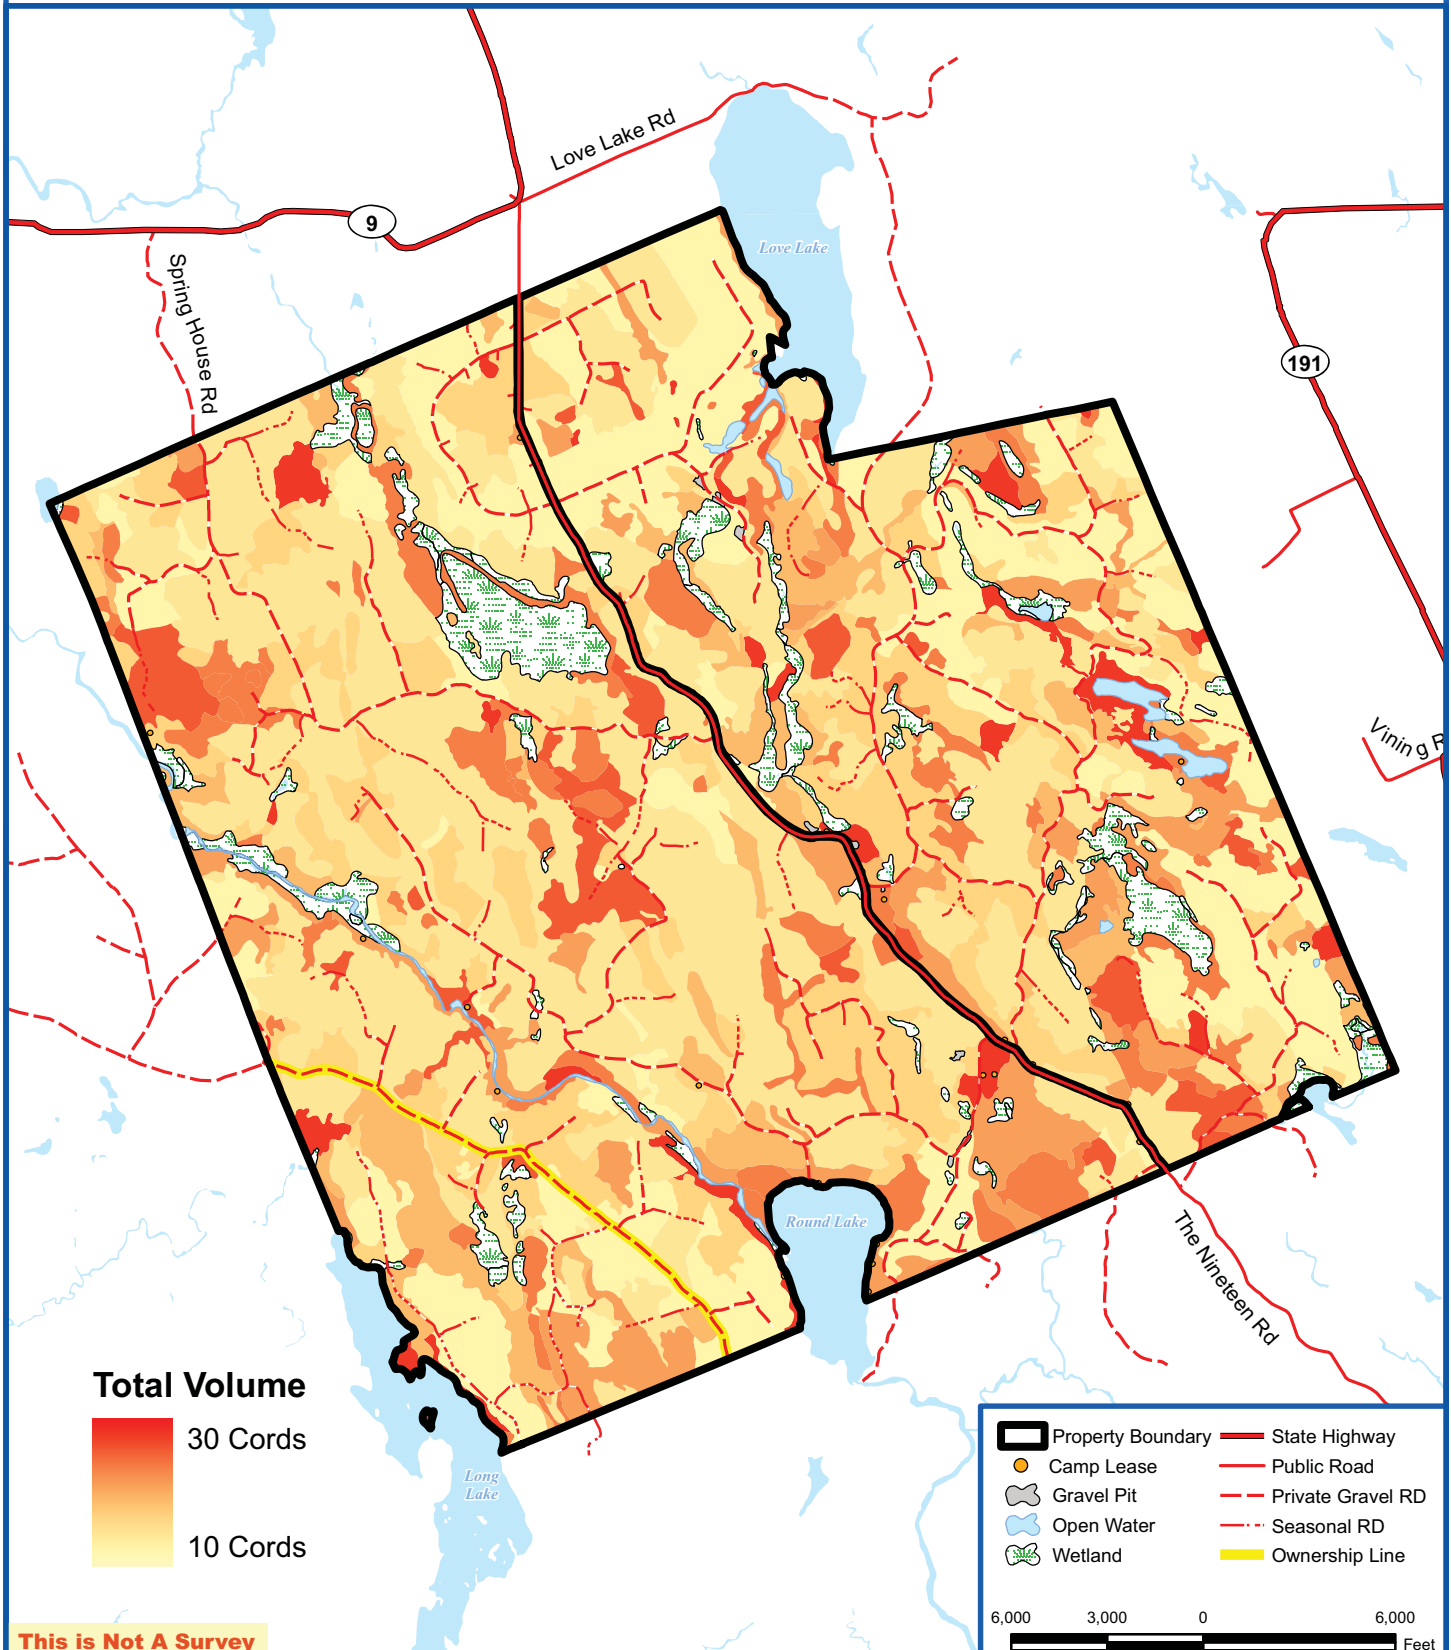 Love Lake Rd
9
Spring House Rd
Love Lake
191
Vining R
Round Lake
The Nineteen Rd
Long
Lake
Total Volume
30 Cords
10 Cords
This is Not A Survey
Property Boundary
Camp Lease
Gravel Pit
Open Water
Wetland
State Highway
Public Road
Private Gravel RD
Seasonal RD
Ownership Line
6,000 3,000 0 6,000
Feet